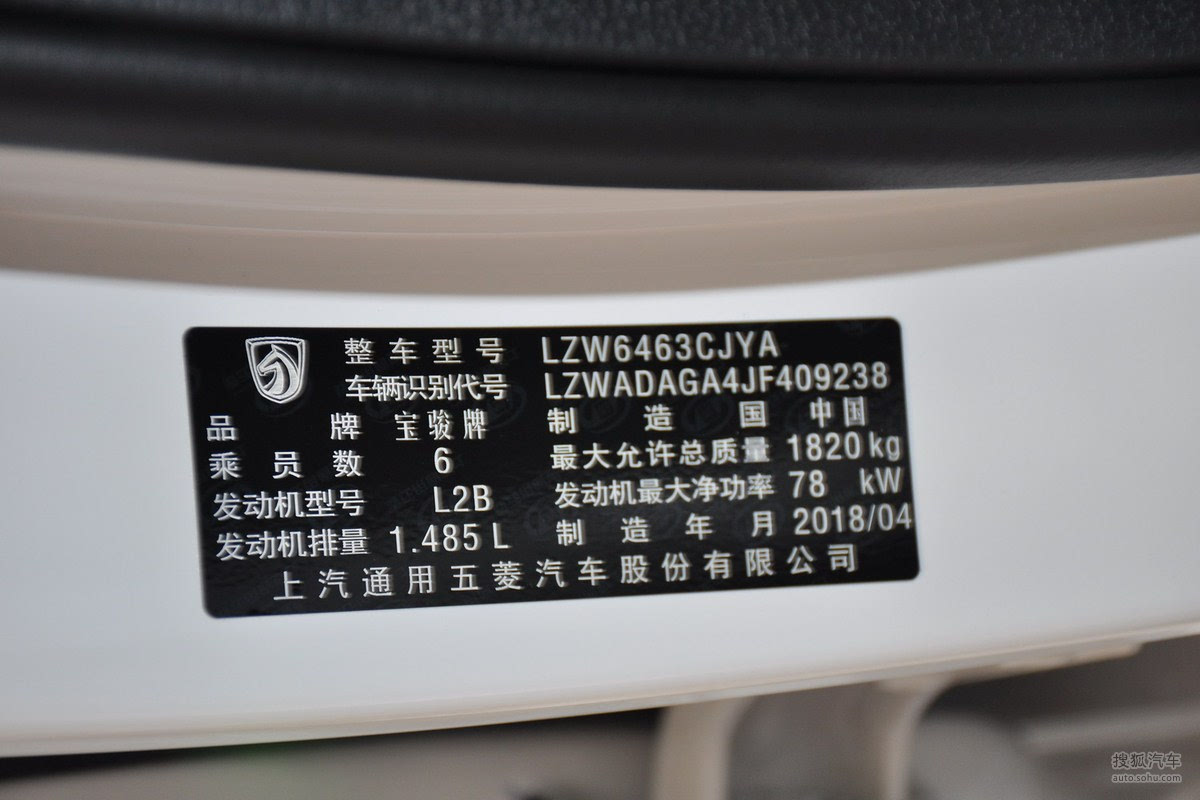 整车型号 LZW6463CJYA
车辆识别代号 LZWADAGA4JF409238
品牌 宝骏牌 制造国 中国
乘员数 6 最大允许总质量 1820 kg
发动机型号 L2B 发动机最大净功率 78 kW
发动机排量 1.485 L 制造年月 2018/04
上汽通用五菱汽车股份有限公司
搜狐汽车
auto.sohu.com